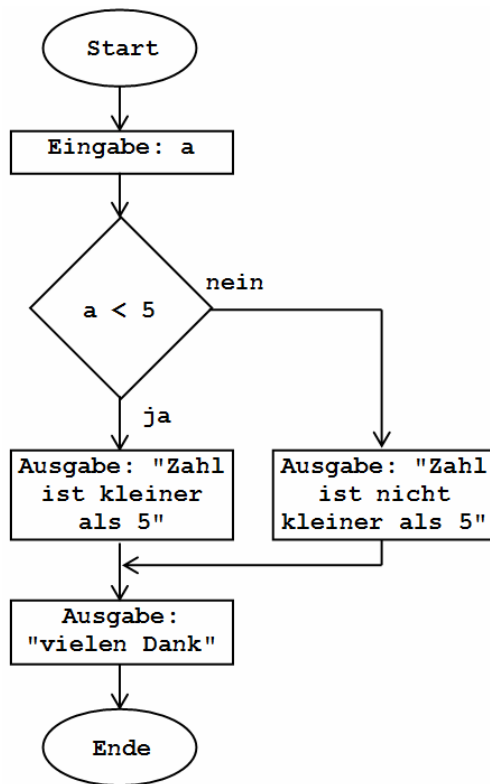 Start
Eingabe: a
a < 5
nein
ja
Ausgabe: "Zahl
ist kleiner
als 5"
Ausgabe: "Zahl
ist nicht
kleiner als 5"
Ausgabe:
"vielen Dank"
Ende